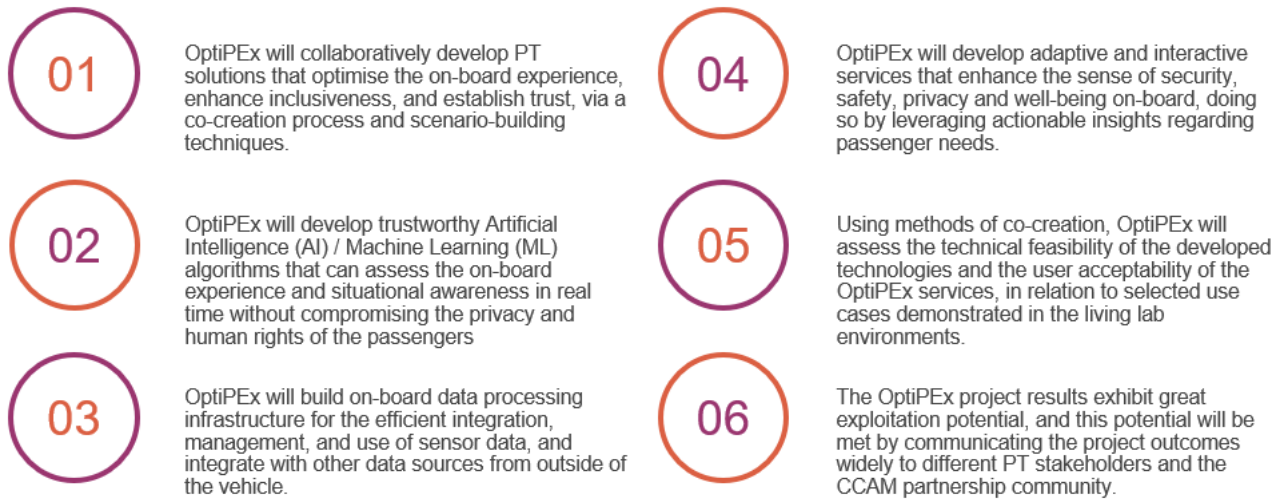 01
OptiPEx will collaboratively develop PT
solutions that optimise the on-board experience,
enhance inclusiveness, and establish trust, via a
co-creation process and scenario-building
techniques.
02
OptiPEx will develop trustworthy Artificial
Intelligence (AI) / Machine Learning (ML)
algorithms that can assess the on-board
experience and situational awareness in real
time without compromising the privacy and
human rights of the passengers
03
OptiPEx will build on-board data processing
infrastructure for the efficient integration,
management, and use of sensor data, and
integrate with other data sources from outside of
the vehicle.
04
OptiPEx will develop adaptive and interactive
services that enhance the sense of security,
safety, privacy and well-being on-board, doing
so by leveraging actionable insights regarding
passenger needs.
05
Using methods of co-creation, OptiPEx will
assess the technical feasibility of the developed
technologies and the user acceptability of the
OptiPEx services, in relation to selected use
cases demonstrated in the living lab
environments.
06
The OptiPEx project results exhibit great
exploitation potential, and this potential will be
met by communicating the project outcomes
widely to different PT stakeholders and the
CCAM partnership community.